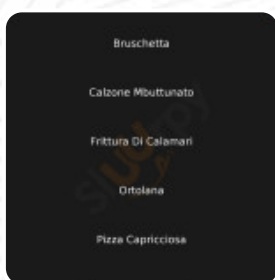 Bruschetta
Calzone Mbuttunato
Frittura Di Calamari
Ortolana
Pizza Capricciosa